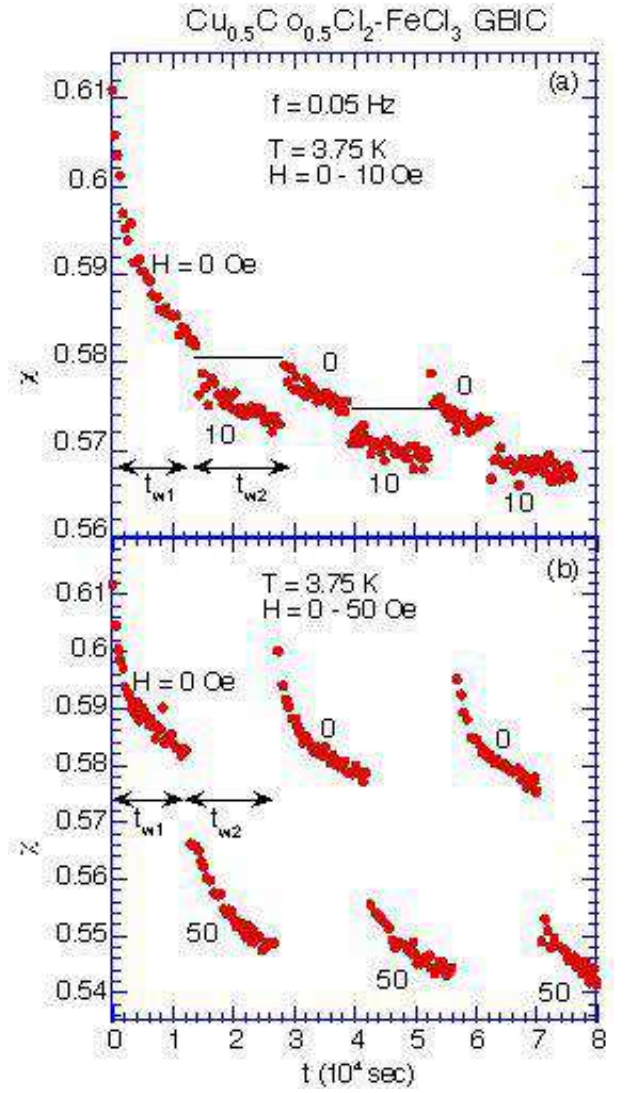 Cu0.5Co0.5Cl2-FeCl3 GBIC
(a)
f = 0.05 Hz
T = 3.75 K
H = 0 - 10 Oe
H = 0 Oe
0
0
10
10
10
tw1
tw2
0.61
0.6
0.59
0.58
0.57
0.56
χ
(b)
T = 3.75 K
H = 0 - 50 Oe
H = 0 Oe
0
0
tw1
tw2
50
50
50
0.61
0.6
0.59
0.58
0.57
0.56
0.55
0.54
χ
0 1 2 3 4 5 6 7 8
t (10⁴ sec)